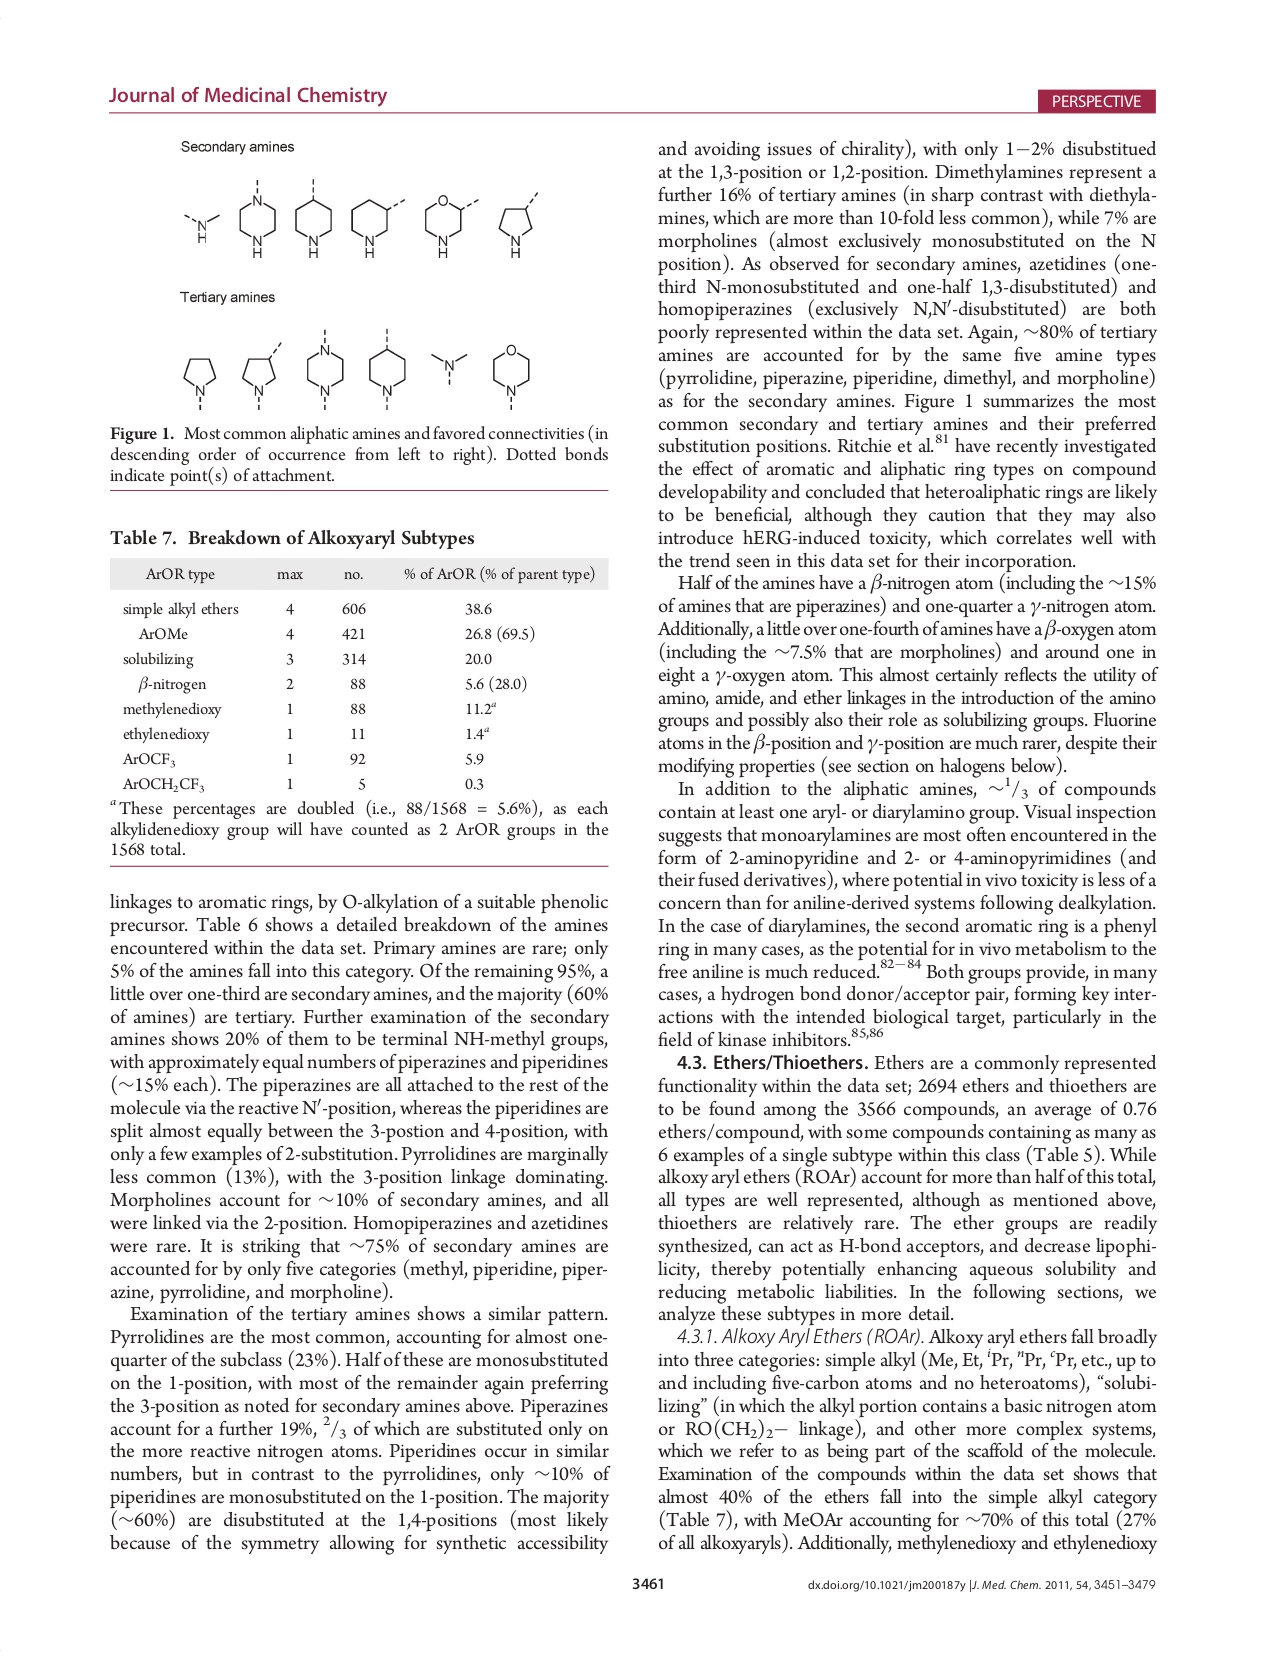 Journal of Medicinal Chemistry
PERSPECTIVE
Secondary amines
N
H
N
N
H
N
H
N
H
O
N
H
N
H
Tertiary amines
N
N
N
N
N
N
O
N
Figure 1. Most common aliphatic amines and favored connectivities (in
descending order of occurrence from left to right). Dotted bonds
indicate point(s) of attachment.
Table 7. Breakdown of Alkoxyaryl Subtypes
ArOR type max no. % of ArOR (% of parent type)
simple alkyl ethers 4 606 38.6
ArOMe 4 421 26.8 (69.5)
solubilizing 3 314 20.0
β-nitrogen 2 88 5.6 (28.0)
methylenedioxy 1 88 11.2ᵃ
ethylenedioxy 1 11 1.4ᵃ
ArOCF₃ 1 92 5.9
ArOCH₂CF₃ 1 5 0.3
ᵃ These percentages are doubled (i.e., 88/1568 = 5.6%), as each
alkylidenedioxy group will have counted as 2 ArOR groups in the
1568 total.
linkages to aromatic rings, by O-alkylation of a suitable phenolic
precursor. Table 6 shows a detailed breakdown of the amines
encountered within the data set. Primary amines are rare; only
5% of the amines fall into this category. Of the remaining 95%, a
little over one-third are secondary amines, and the majority (60%
of amines) are tertiary. Further examination of the secondary
amines shows 20% of them to be terminal NH-methyl groups,
with approximately equal numbers of piperazines and piperidines
(∼15% each). The piperazines are all attached to the rest of the
molecule via the reactive N′-position, whereas the piperidines are
split almost equally between the 3-postion and 4-position, with
only a few examples of 2-substitution. Pyrrolidines are marginally
less common (13%), with the 3-position linkage dominating.
Morpholines account for ∼10% of secondary amines, and all
were linked via the 2-position. Homopiperazines and azetidines
were rare. It is striking that ∼75% of secondary amines are
accounted for by only five categories (methyl, piperidine, piper-
azine, pyrrolidine, and morpholine).
Examination of the tertiary amines shows a similar pattern.
Pyrrolidines are the most common, accounting for almost one-
quarter of the subclass (23%). Half of these are monosubstituted
on the 1-position, with most of the remainder again preferring
the 3-position as noted for secondary amines above. Piperazines
account for a further 19%, ²/₃ of which are substituted only on
the more reactive nitrogen atoms. Piperidines occur in similar
numbers, but in contrast to the pyrrolidines, only ∼10% of
piperidines are monosubstituted on the 1-position. The majority
(∼60%) are disubstituted at the 1,4-positions (most likely
because of the symmetry allowing for synthetic accessibility
and avoiding issues of chirality), with only 1−2% disubstitued
at the 1,3-position or 1,2-position. Dimethylamines represent a
further 16% of tertiary amines (in sharp contrast with diethyla-
mines, which are more than 10-fold less common), while 7% are
morpholines (almost exclusively monosubstituted on the N
position). As observed for secondary amines, azetidines (one-
third N-monosubstituted and one-half 1,3-disubstituted) and
homopiperazines (exclusively N,N′-disubstituted) are both
poorly represented within the data set. Again, ∼80% of tertiary
amines are accounted for by the same five amine types
(pyrrolidine, piperazine, piperidine, dimethyl, and morpholine)
as for the secondary amines. Figure 1 summarizes the most
common secondary and tertiary amines and their preferred
substitution positions. Ritchie et al.⁸¹ have recently investigated
the effect of aromatic and aliphatic ring types on compound
developability and concluded that heteroaliphatic rings are likely
to be beneficial, although they caution that they may also
introduce hERG-induced toxicity, which correlates well with
the trend seen in this data set for their incorporation.
Half of the amines have a β-nitrogen atom (including the ∼15%
of amines that are piperazines) and one-quarter a γ-nitrogen atom.
Additionally, a little over one-fourth of amines have a β-oxygen atom
(including the ∼7.5% that are morpholines) and around one in
eight a γ-oxygen atom. This almost certainly reflects the utility of
amino, amide, and ether linkages in the introduction of the amino
groups and possibly also their role as solubilizing groups. Fluorine
atoms in the β-position and γ-position are much rarer, despite their
modifying properties (see section on halogens below).
In addition to the aliphatic amines, ∼¹/₃ of compounds
contain at least one aryl- or diarylamino group. Visual inspection
suggests that monoarylamines are most often encountered in the
form of 2-aminopyridine and 2- or 4-aminopyrimidines (and
their fused derivatives), where potential in vivo toxicity is less of a
concern than for aniline-derived systems following dealkylation.
In the case of diarylamines, the second aromatic ring is a phenyl
ring in many cases, as the potential for in vivo metabolism to the
free aniline is much reduced.⁸²⁻⁸⁴ Both groups provide, in many
cases, a hydrogen bond donor/acceptor pair, forming key inter-
actions with the intended biological target, particularly in the
field of kinase inhibitors.⁸⁵,⁸⁶
4.3. Ethers/Thioethers. Ethers are a commonly represented
functionality within the data set; 2694 ethers and thioethers are
to be found among the 3566 compounds, an average of 0.76
ethers/compound, with some compounds containing as many as
6 examples of a single subtype within this class (Table 5). While
alkoxy aryl ethers (ROAr) account for more than half of this total,
all types are well represented, although as mentioned above,
thioethers are relatively rare. The ether groups are readily
synthesized, can act as H-bond acceptors, and decrease lipophi-
licity, thereby potentially enhancing aqueous solubility and
reducing metabolic liabilities. In the following sections, we
analyze these subtypes in more detail.
4.3.1. Alkoxy Aryl Ethers (ROAr). Alkoxy aryl ethers fall broadly
into three categories: simple alkyl (Me, Et, ⁱPr, ⁿPr, ᶜPr, etc., up to
and including five-carbon atoms and no heteroatoms), “solubi-
lizing” (in which the alkyl portion contains a basic nitrogen atom
or RO(CH₂)₂− linkage), and other more complex systems,
which we refer to as being part of the scaffold of the molecule.
Examination of the compounds within the data set shows that
almost 40% of the ethers fall into the simple alkyl category
(Table 7), with MeOAr accounting for ∼70% of this total (27%
of all alkoxyaryls). Additionally, methylenedioxy and ethylenedioxy
3461
dx.doi.org/10.1021/jm200187y |J. Med. Chem. 2011, 54, 3451–3479